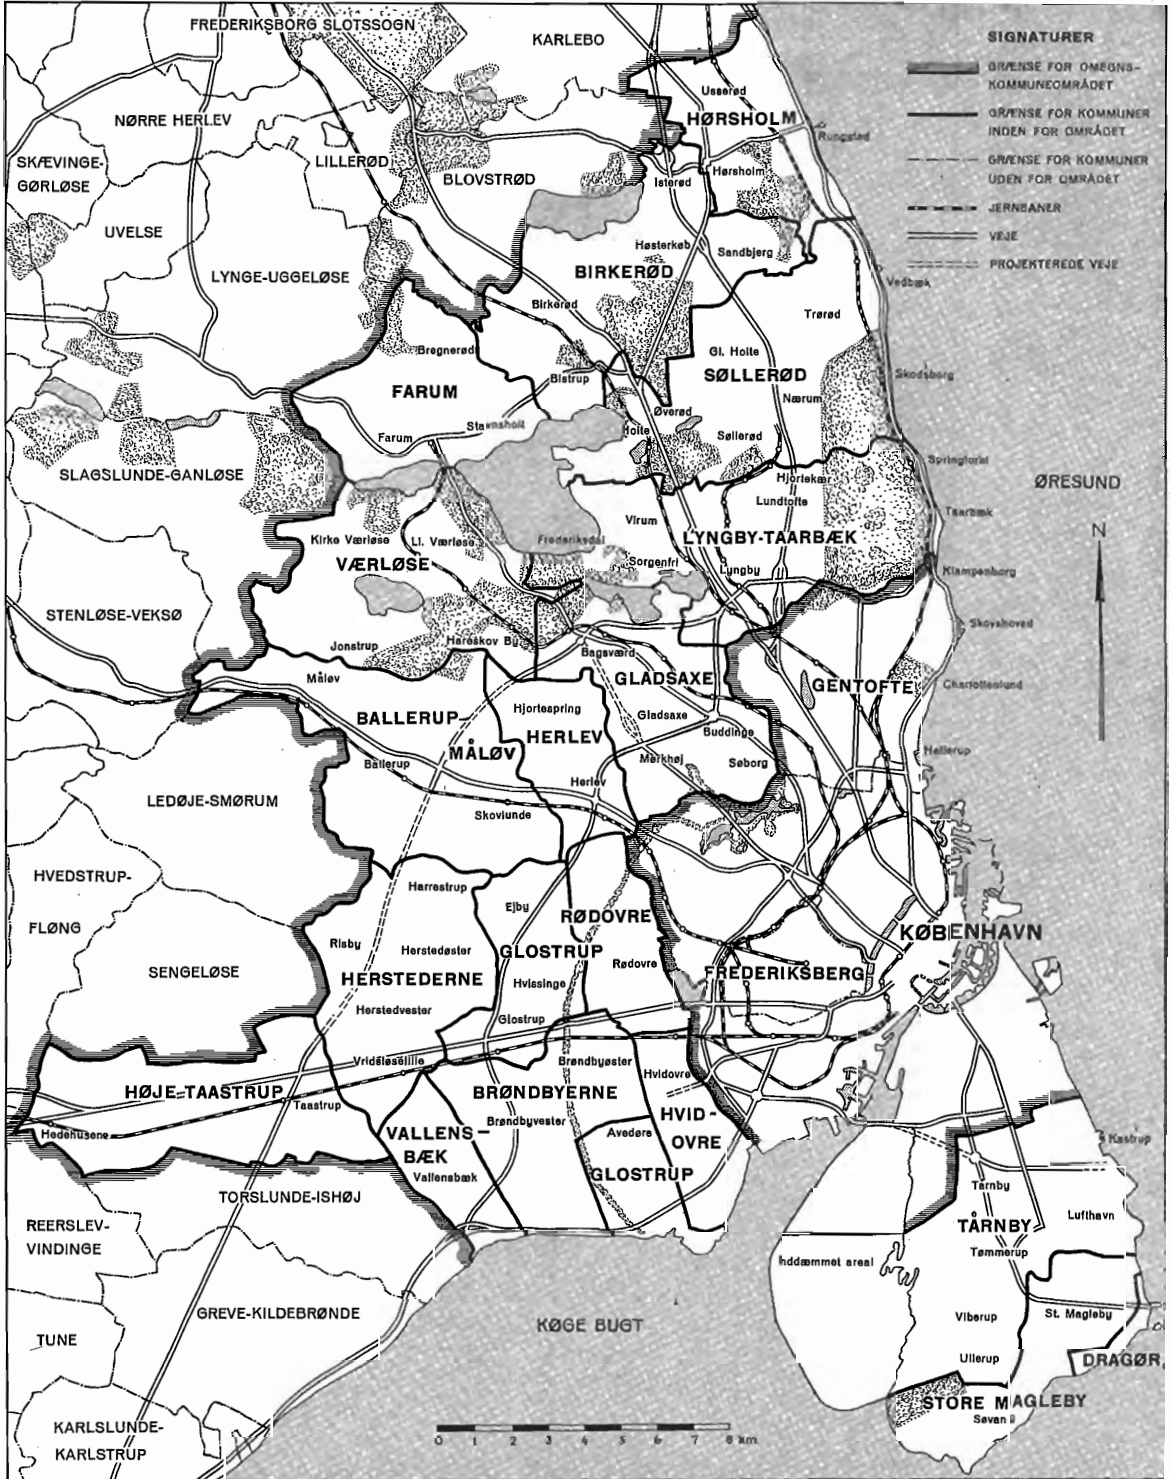 FREDERIKSBORG SLOTSSOGN
KARLEBO
SIGNATURER
GRÆNSE FOR OMEGNS-
KOMMUNEOMRÅDET
GRÆNSE FOR KOMMUNER
INDEN FOR OMRÅDET
GRÆNSE FOR KOMMUNER
UDEN FOR OMRÅDET
JERNBANER
VEJE
PROJEKTEREDE VEJE
Usserød
HØRSHOLM
Rungsted
NØRRE HERLEV
SKÆVINGE-
GØRLØSE
LILLERØD
BLOVSTRØD
Isterød
Hørsholm
UVELSE
LYNGE-UGGELØSE
Høsterkøb
Sandbjerg
BIRKERØD
Vedbæk
Birkerød
Trørød
Bregnerød
Gl. Holte
SØLLERØD
Skodsborg
FARUM
Bistrup
Nærum
Øverød
Holte
Søllerød
Farum
Stavnsholt
SLAGSLUNDE-GANLØSE
Springforbi
Hjortekær
Lundtofte
ØRESUND
Taarbæk
N
Virum
LYNGBY-TAARBÆK
Kirke Værløse
Ll. Værløse
Frederiksdal
VÆRLØSE
Sorgenfri
Lyngby
Klampenborg
STENLØSE-VEKSØ
Skovshoved
Jonstrup
Hareskov By
Bagsværd
Måløv
GLADSAXE
GENTOFTE
Charlottenlund
BALLERUP-
MÅLØV
Hjortespring
HERLEV
Gladsaxe
Buddinge
Hellerup
Ballerup
Mørkhøj
Søborg
Herlev
LEDØJE-SMØRUM
Skovlunde
HVEDSTRUP-
FLØNG
Harrestrup
Ejby
RØDOVRE
KØBENHAVN
Risby
Herstedøster
GLOSTRUP
Rødovre
SENGELØSE
HERSTEDERNE
Hvissinge
FREDERIKSBERG
Herstedvester
Glostrup
Vridsløselille
Brøndbyøster
Hvidovre
HØJE-TAASTRUP
Taastrup
BRØNDBYERNE
Brøndbyvester
HVID-
OVRE
Hedehusene
VALLENS-
BÆK
Avedøre
Kastrup
Vallensbæk
GLOSTRUP
TORSLUNDE-ISHØJ
Tårnby
REERSLEV-
VINDINGE
TÅRNBY
Lufthavn
Tømmerup
Inddæmmet areal
GREVE-KILDEBRØNDE
KØGE BUGT
Viberup
St. Magleby
TUNE
Ullerup
DRAGØR
STORE MAGLEBY
Søvang
KARLSLUNDE-
KARLSTRUP
0 1 2 3 4 5 6 7 8 km.